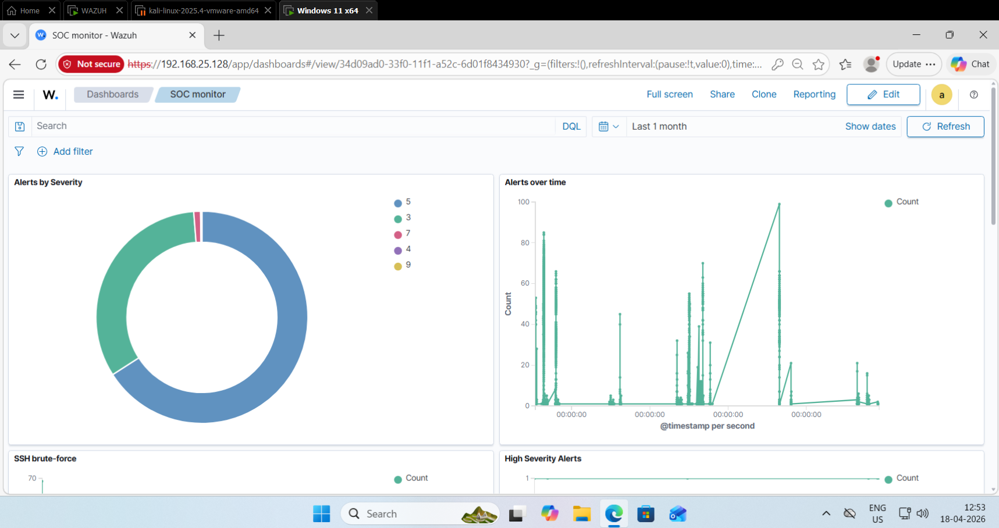 Home
WAZUH
kali-linux-2025.4-vmware-amd64
Windows 11 x64
W.
SOC monitor - Wazuh
Not secure https://192.168.25.128/app/dashboards#/view/34d09ad0-33f0-11f1-a52c-6d01f8434930?_g=(filters:!(),refreshInterval:(pause:!t,value:0),time:...
Update
Chat
W.
Dashboards
SOC monitor
Full screen
Share
Clone
Reporting
Edit
a
Search
DQL
Last 1 month
Show dates
Refresh
Add filter
Alerts by Severity
5
3
7
4
9
Alerts over time
100
80
60
40
20
0
Count
00:00:00
00:00:00
00:00:00
00:00:00
@timestamp per second
Count
SSH brute-force
70
Count
High Severity Alerts
1
Count
Search
ENG
US
12:53
18-04-2026